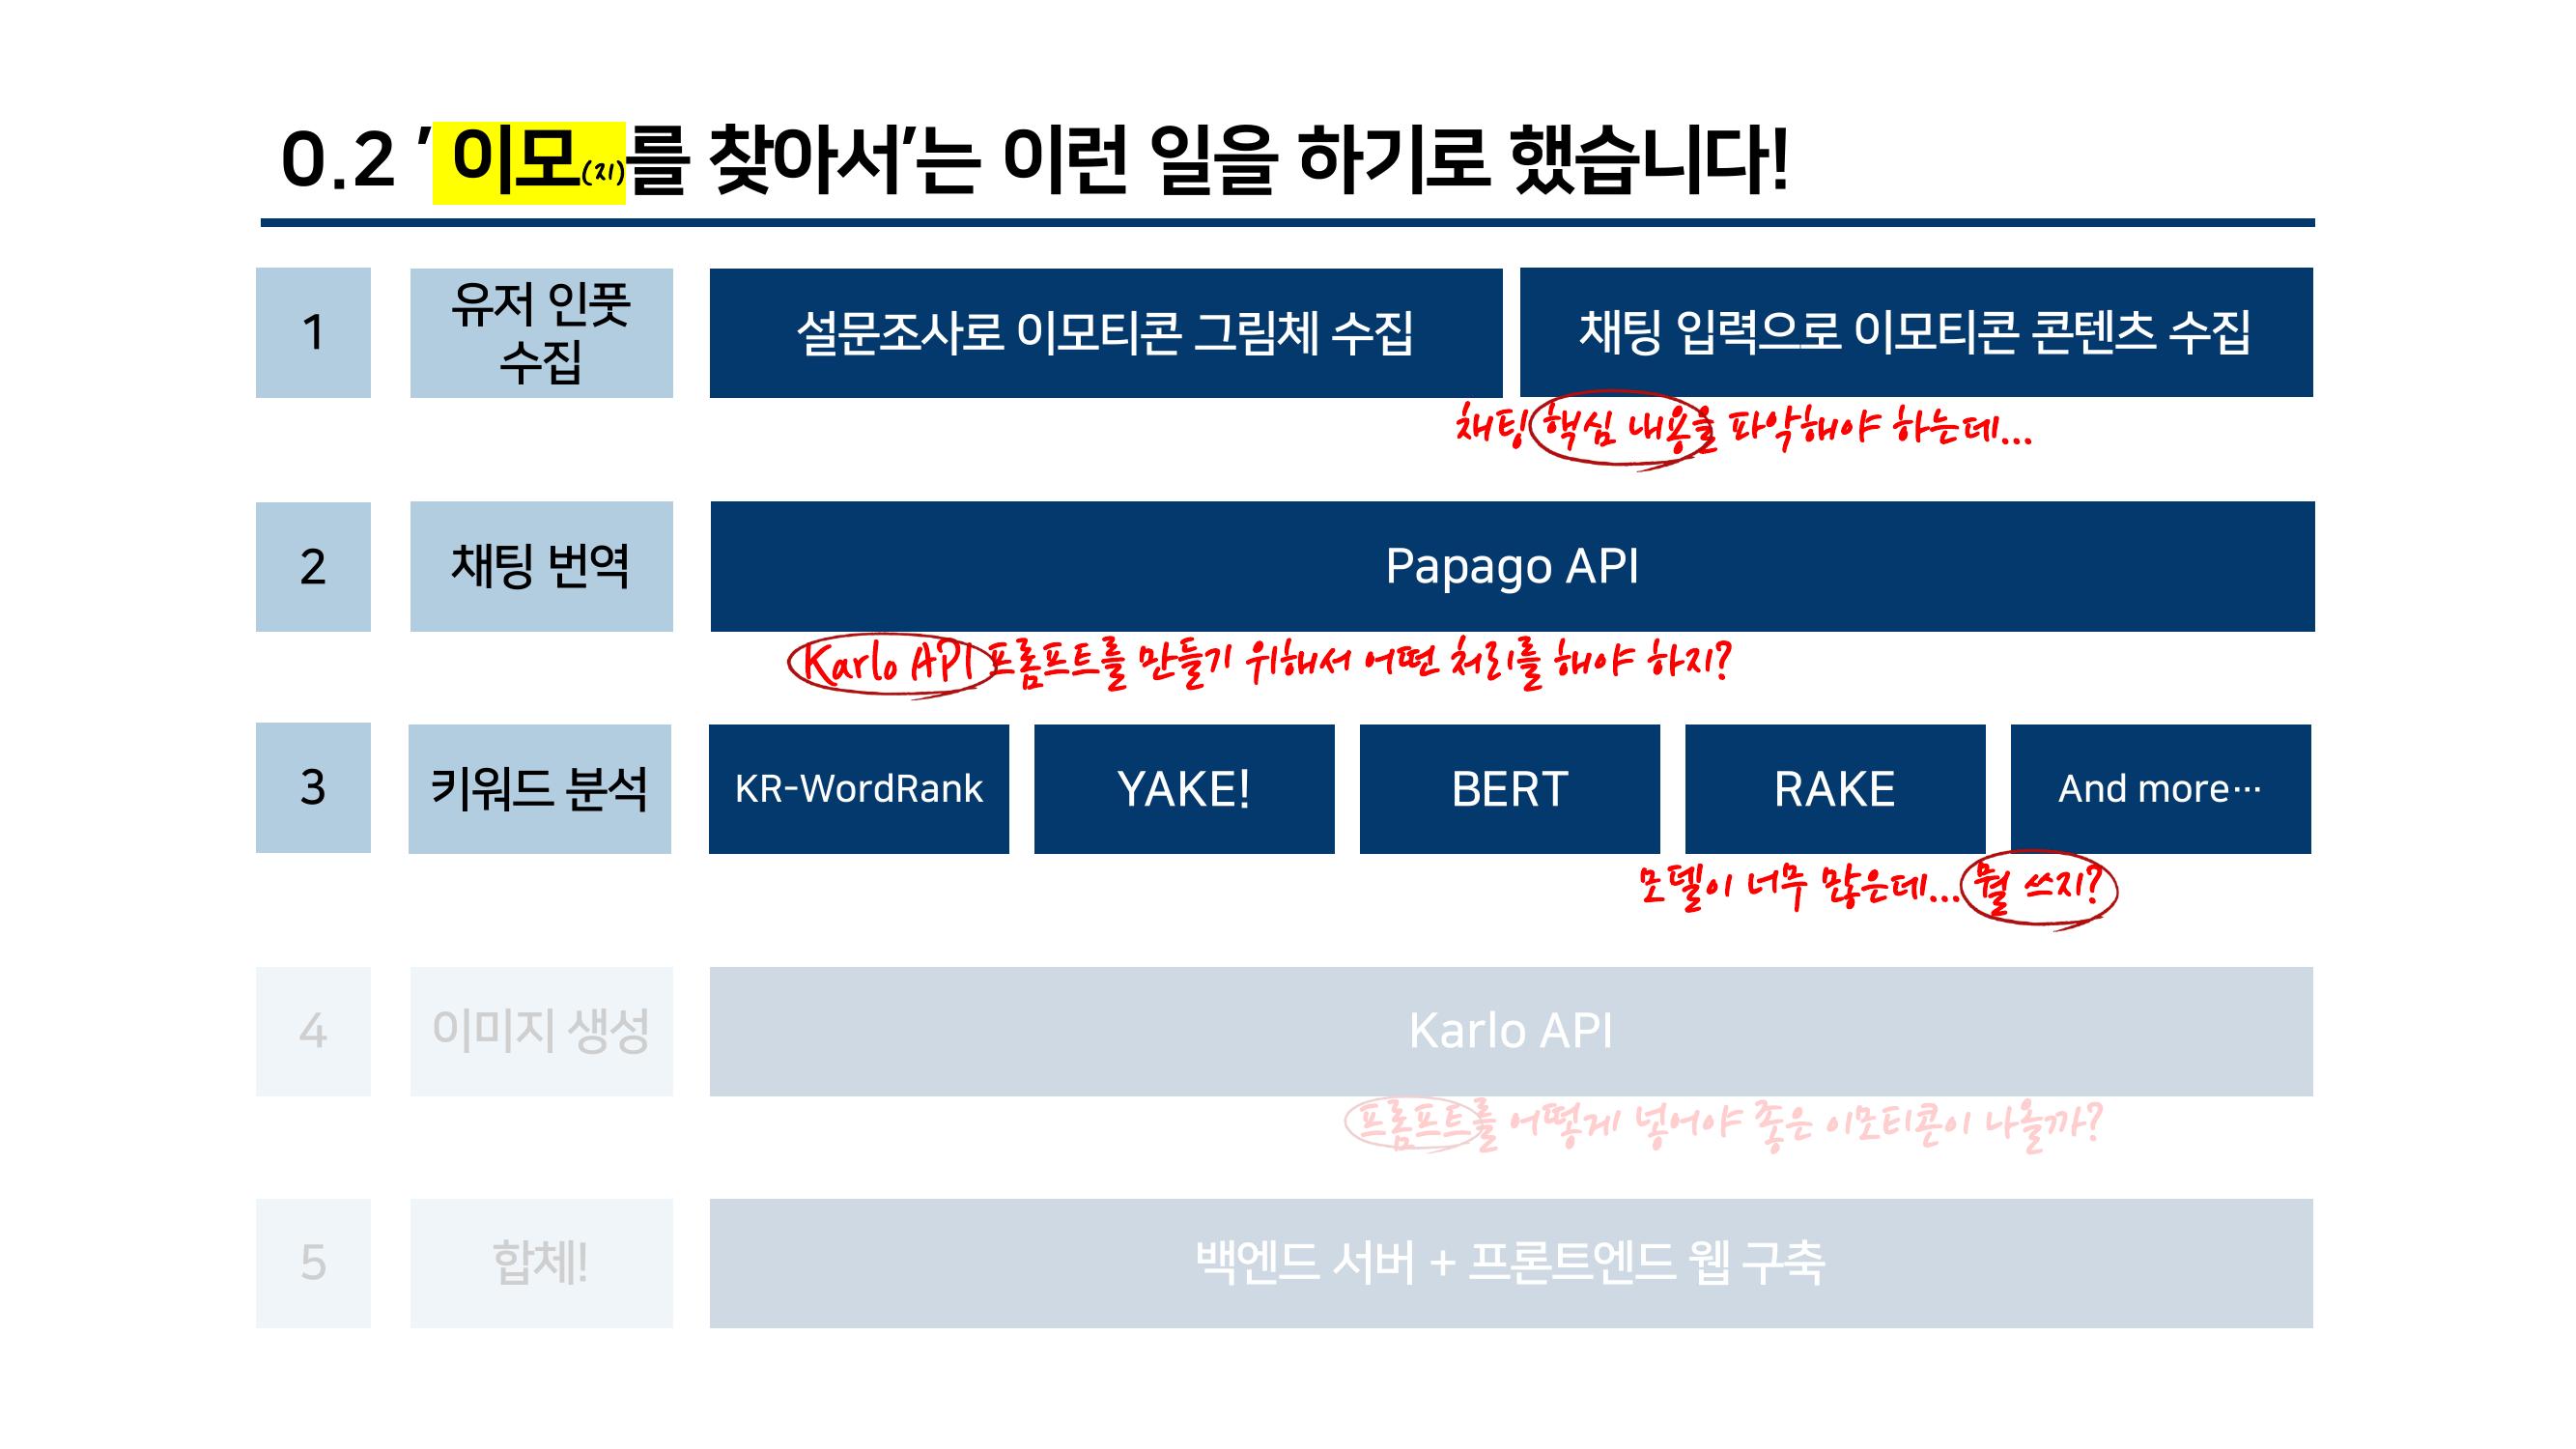 0.2 ’ 이모(지)를 찾아서’는 이런 일을 하기로 했습니다!
1
유저 인풋
수집
설문조사로 이모티콘 그림체 수집
채팅 입력으로 이모티콘 콘텐츠 수집
채팅 핵심 내용을 파악해야 하는데...
2
채팅 번역
Papago API
Karlo API 프롬프트를 만들기 위해서 어떤 처리를 해야 하지?
3
키워드 분석
KR-WordRank
YAKE!
BERT
RAKE
And more…
모델이 너무 많은데... 뭘 쓰지?
4
이미지 생성
Karlo API
프롬프트를 어떻게 넣어야 좋은 이모티콘이 나올까?
5
합체!
백엔드 서버 + 프론트엔드 웹 구축